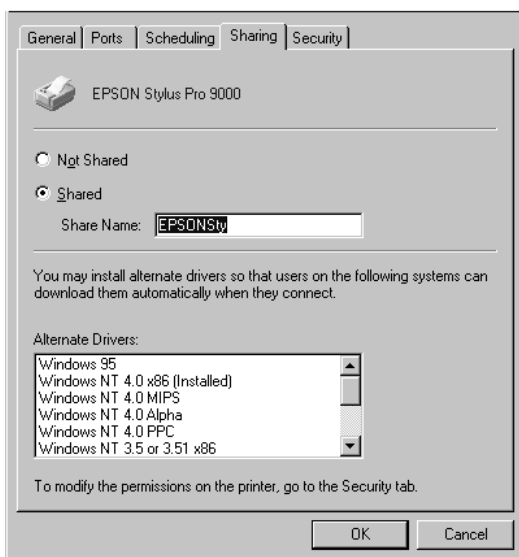 General
Ports
Scheduling
Sharing
Security
EPSON Stylus Pro 9000
Not Shared
Shared
Share Name: EPSONSty
You may install alternate drivers so that users on the following systems can
download them automatically when they connect.
Alternate Drivers:
Windows 95
Windows NT 4.0 x86 (Installed)
Windows NT 4.0 MIPS
Windows NT 4.0 Alpha
Windows NT 4.0 PPC
Windows NT 3.5 or 3.51 x86
To modify the permissions on the printer, go to the Security tab.
OK
Cancel